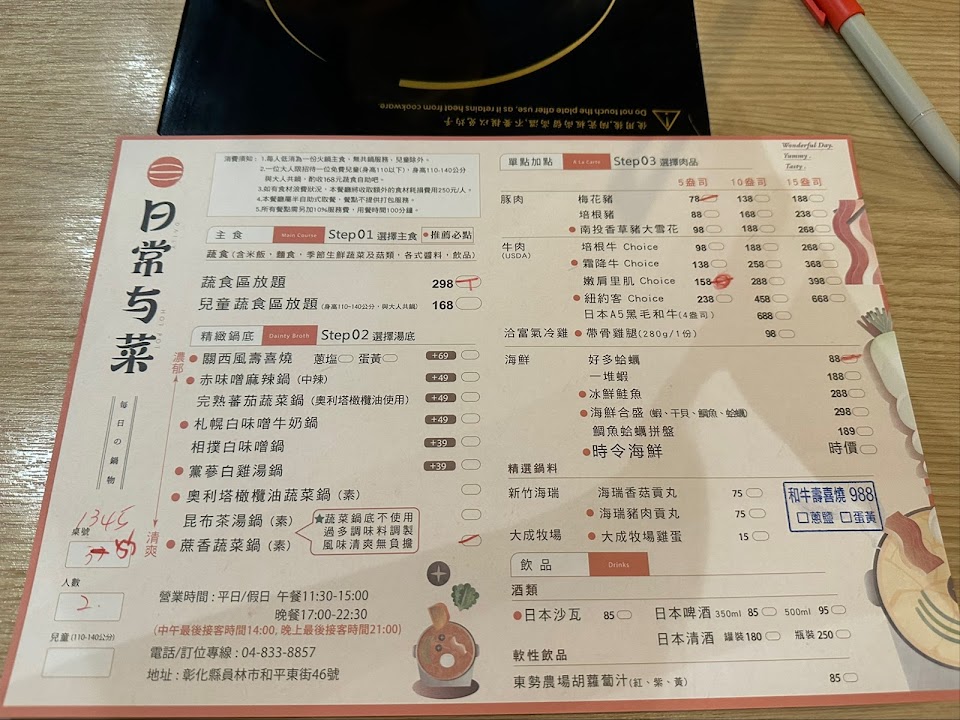 使用後,閒完板尚留高溫,不要摸以免灼手
Do not touch the plate after use, as it retains heat from cookware.
日常与菜
每日の鍋物
消費須知:1.每人低消為一份火鍋主食,無共鍋服務、兒童除外。
2.一位大人限招待一位免費兒童(身高110以下),身高110-140公分
與大人共鍋,酌收168元蔬食自助吧。
3.如有食材浪費狀況,本餐廳將收取額外的食材耗損費用250元/人。
4.本餐廳屬半自助式取餐,餐點不提供打包服務。
5.所有餐點需另加10%服務費,用餐時間100分鐘。
主食 Main Course Step01 選擇主食 •推薦必點
蔬食(含米飯,麵食,季節生鮮蔬菜及菇類,各式醬料,飲品)
蔬食區放題 298
兒童蔬食區放題(身高110-140公分,與大人共鍋) 168
精緻鍋底 Dainty Broth Step02 選擇湯底
濃郁
•關西風壽喜燒 蔥塩 蛋黃 +69
•赤味噌麻辣鍋(中辣) +49
完熟番茄蔬菜鍋(奧利塔橄欖油使用) +49
•札幌白味噌牛奶鍋 +49
相撲白味噌鍋 +39
•黨蔘白雞湯鍋 +39
•奧利塔橄欖油蔬菜鍋(素)
昆布茶湯鍋(素)
•蔗香蔬菜鍋(素)
清爽
★蔬菜鍋底不使用
過多調味料調製
風味清爽無負擔
1345
桌號
人數
2.
兒童(110-140公分)
營業時間:平日/假日 午餐11:30-15:00
晚餐17:00-22:30
(中午最後接客時間14:00, 晚上最後接客時間21:00)
電話/訂位專線:04-833-8857
地址:彰化縣員林市和平東街46號
Wonderful Day.
Yummy.
Tasty.
單點加點 A La Carte Step03 選擇肉品
5盎司 10盎司 15盎司
豚肉 梅花豬 78 138 188
培根豬 88 168 238
•南投香草豬大雪花 98 188 268
牛肉 培根牛 Choice 98 188 268
(USDA)
•霜降牛 Choice 138 258 368
嫩肩里肌 Choice 158 288 398
•紐約客 Choice 238 458 668
日本A5黑毛和牛(4盎司) 688
洽富氣冷雞 •帶骨雞腿(280g/1份) 98
海鮮 好多蛤蠣 88
一堆蝦 188
•冰鮮鮭魚 288
•海鮮合盛(蝦、干貝、鯛魚、蛤蠣) 298
鯛魚蛤蠣拼盤 189
•時令海鮮 時價
精選鍋料
新竹海瑞 海瑞香菇貢丸 75
•海瑞豬肉貢丸 75
大成牧場 •大成牧場雞蛋 15
和牛壽喜燒 988
□蔥鹽 □蛋黃
飲品 Drinks
酒類
•日本沙瓦 85 日本啤酒 350ml 85 500ml 95
日本清酒 罐裝180 瓶裝250
軟性飲品
東勢農場胡蘿蔔汁(紅、紫、黃) 85